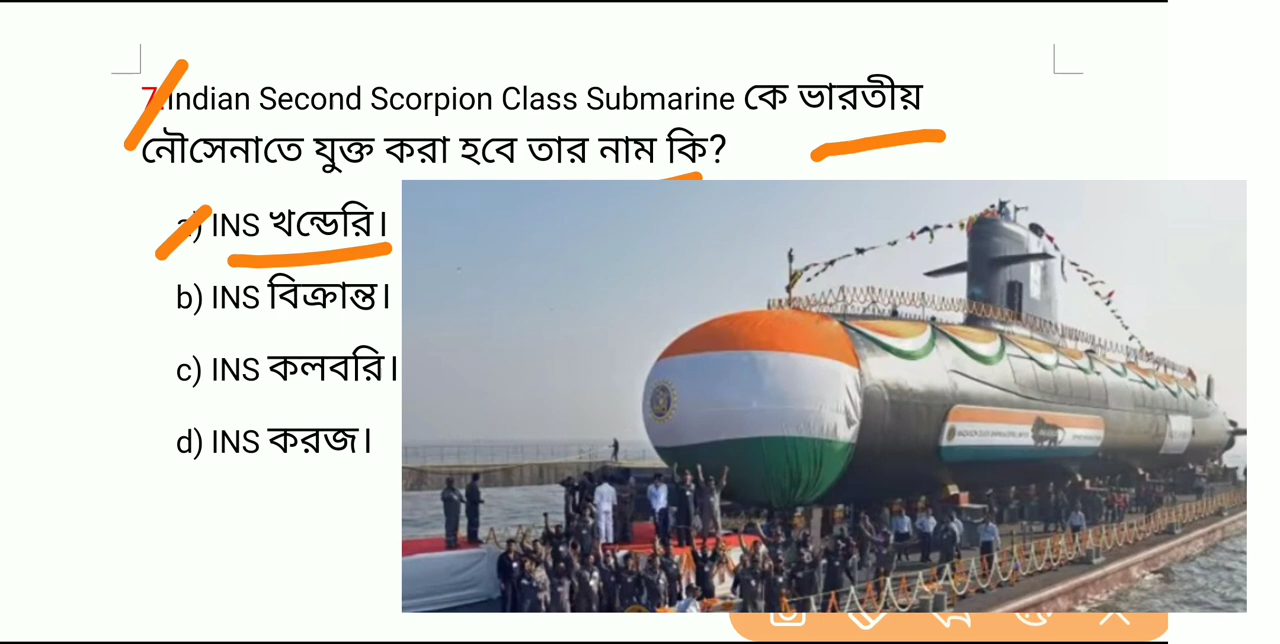 7.Indian Second Scorpion Class Submarine কে ভারতীয়
নৌসেনাতে যুক্ত করা হবে তার নাম কি?
a) INS খন্ডেরি।
b) INS বিক্রান্ত।
c) INS কলবরি।
d) INS করজ।